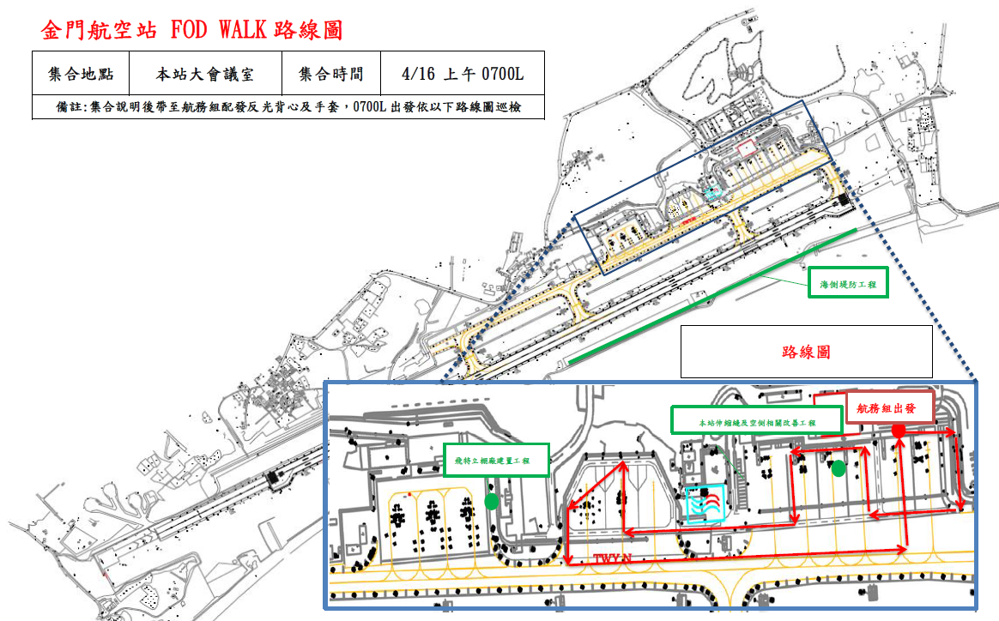 金門航空站 FOD WALK 路線圖
集合地點 本站大會議室 集合時間 4/16 上午 0700L
備註:集合說明後帶至航務組配發反光背心及手套，0700L 出發依以下路線圖巡檢
海側堤防工程
路線圖
航務組出發
本站伸縮縫及空側相關改善工程
飛特立棚廠建置工程
TWY N